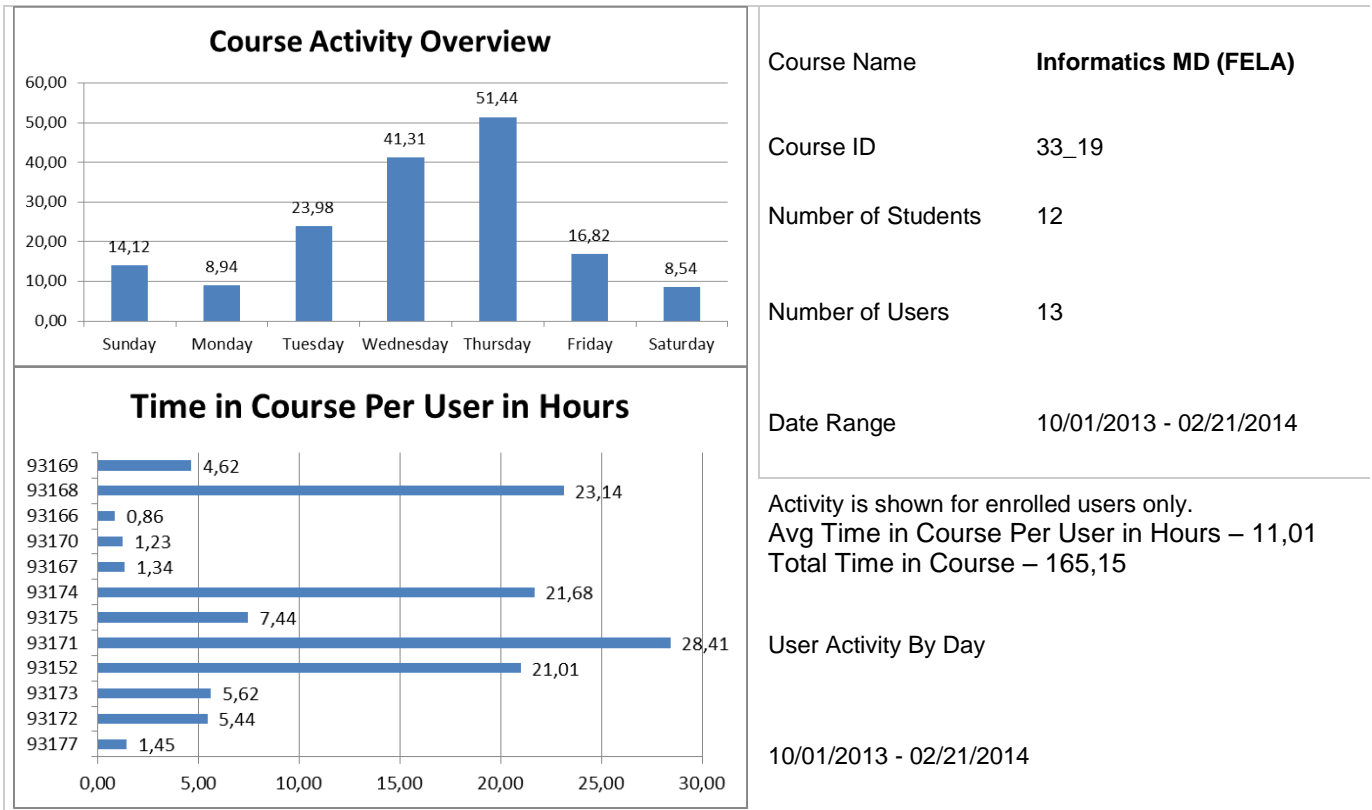 Course Activity Overview
60,00
50,00
40,00
30,00
20,00
10,00
0,00
14,12
8,94
23,98
41,31
51,44
16,82
8,54
Sunday Monday Tuesday Wednesday Thursday Friday Saturday
Time in Course Per User in Hours
93169 4,62
93168 23,14
93166 0,86
93170 1,23
93167 1,34
93174 21,68
93175 7,44
93171 28,41
93152 21,01
93173 5,62
93172 5,44
93177 1,45
0,00 5,00 10,00 15,00 20,00 25,00 30,00
Course Name Informatics MD (FELA)
Course ID 33_19
Number of Students 12
Number of Users 13
Date Range 10/01/2013 - 02/21/2014
Activity is shown for enrolled users only.
Avg Time in Course Per User in Hours – 11,01
Total Time in Course – 165,15
User Activity By Day
10/01/2013 - 02/21/2014